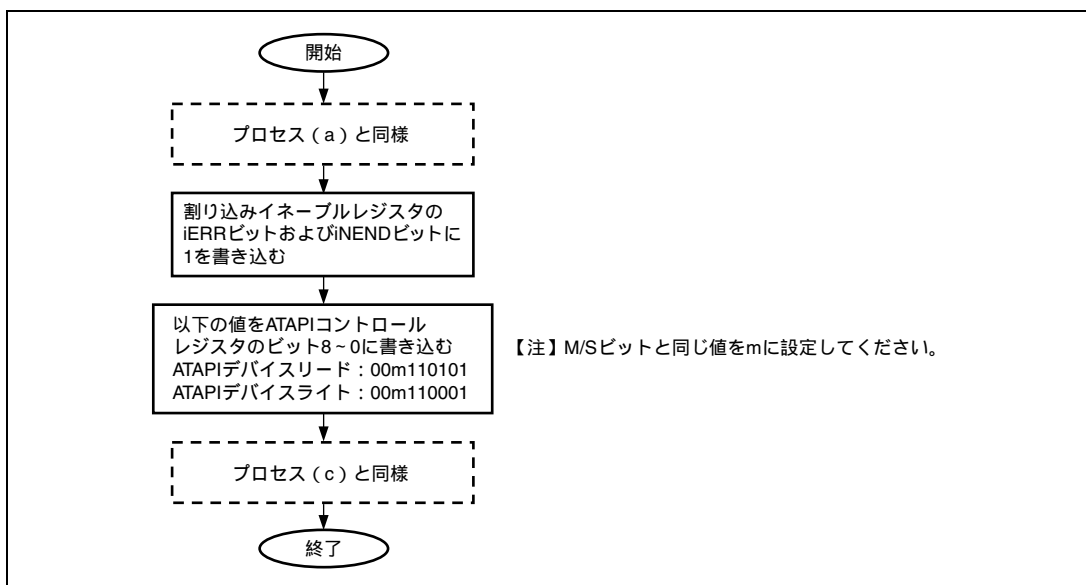 開始
プロセス（a）と同様
割り込みイネーブルレジスタの
iERRビットおよびiNENDビットに
1を書き込む
以下の値をATAPIコントロール
レジスタのビット8～0に書き込む
ATAPIデバイスリード：00m110101
ATAPIデバイスライト：00m110001
【注】M/Sビットと同じ値をmに設定してください。
プロセス（c）と同様
終了